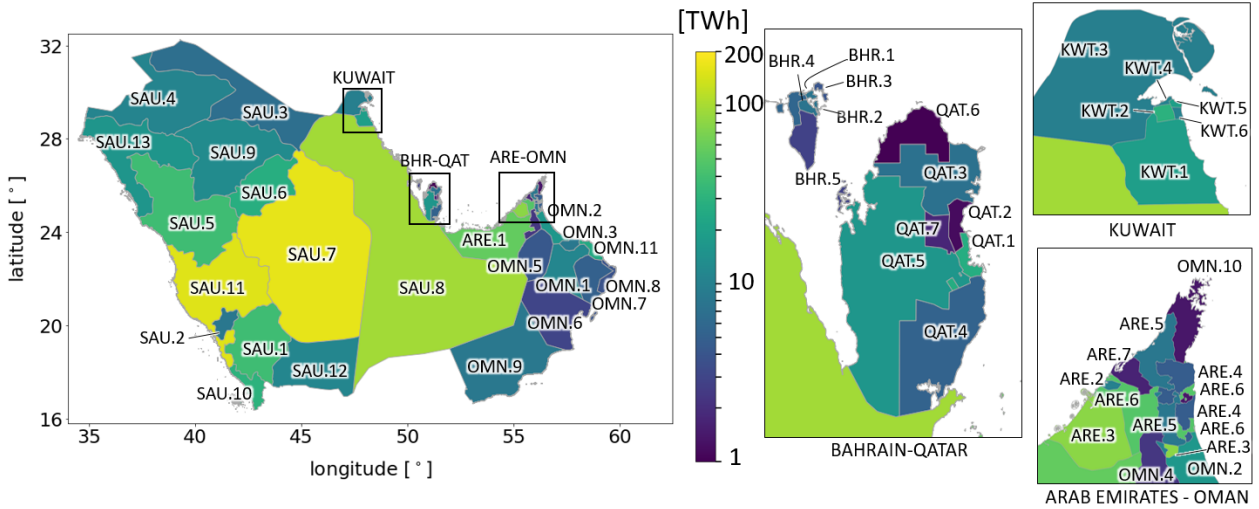 [TWh]
200
100
10
1
32
28
24
20
16
latitude [°]
35
40
45
50
55
60
longitude [°]
KUWAIT
BHR-QAT
ARE-OMN
SAU.4
SAU.3
SAU.13
SAU.9
SAU.6
SAU.5
SAU.7
SAU.11
SAU.8
SAU.2
SAU.1
SAU.12
SAU.10
ARE.1
OMN.2
OMN.3
OMN.11
OMN.5
OMN.1
OMN.8
OMN.7
OMN.6
OMN.9
BHR.4
BHR.1
BHR.3
BHR.2
BHR.5
QAT.6
QAT.3
QAT.2
QAT.7
QAT.1
QAT.5
QAT.4
BAHRAIN-QATAR
KWT.3
KWT.4
KWT.2
KWT.5
KWT.6
KWT.1
KUWAIT
OMN.10
ARE.5
ARE.7
ARE.2
ARE.4
ARE.6
ARE.6
ARE.4
ARE.5
ARE.6
ARE.3
ARE.3
OMN.4
OMN.2
ARAB EMIRATES - OMAN